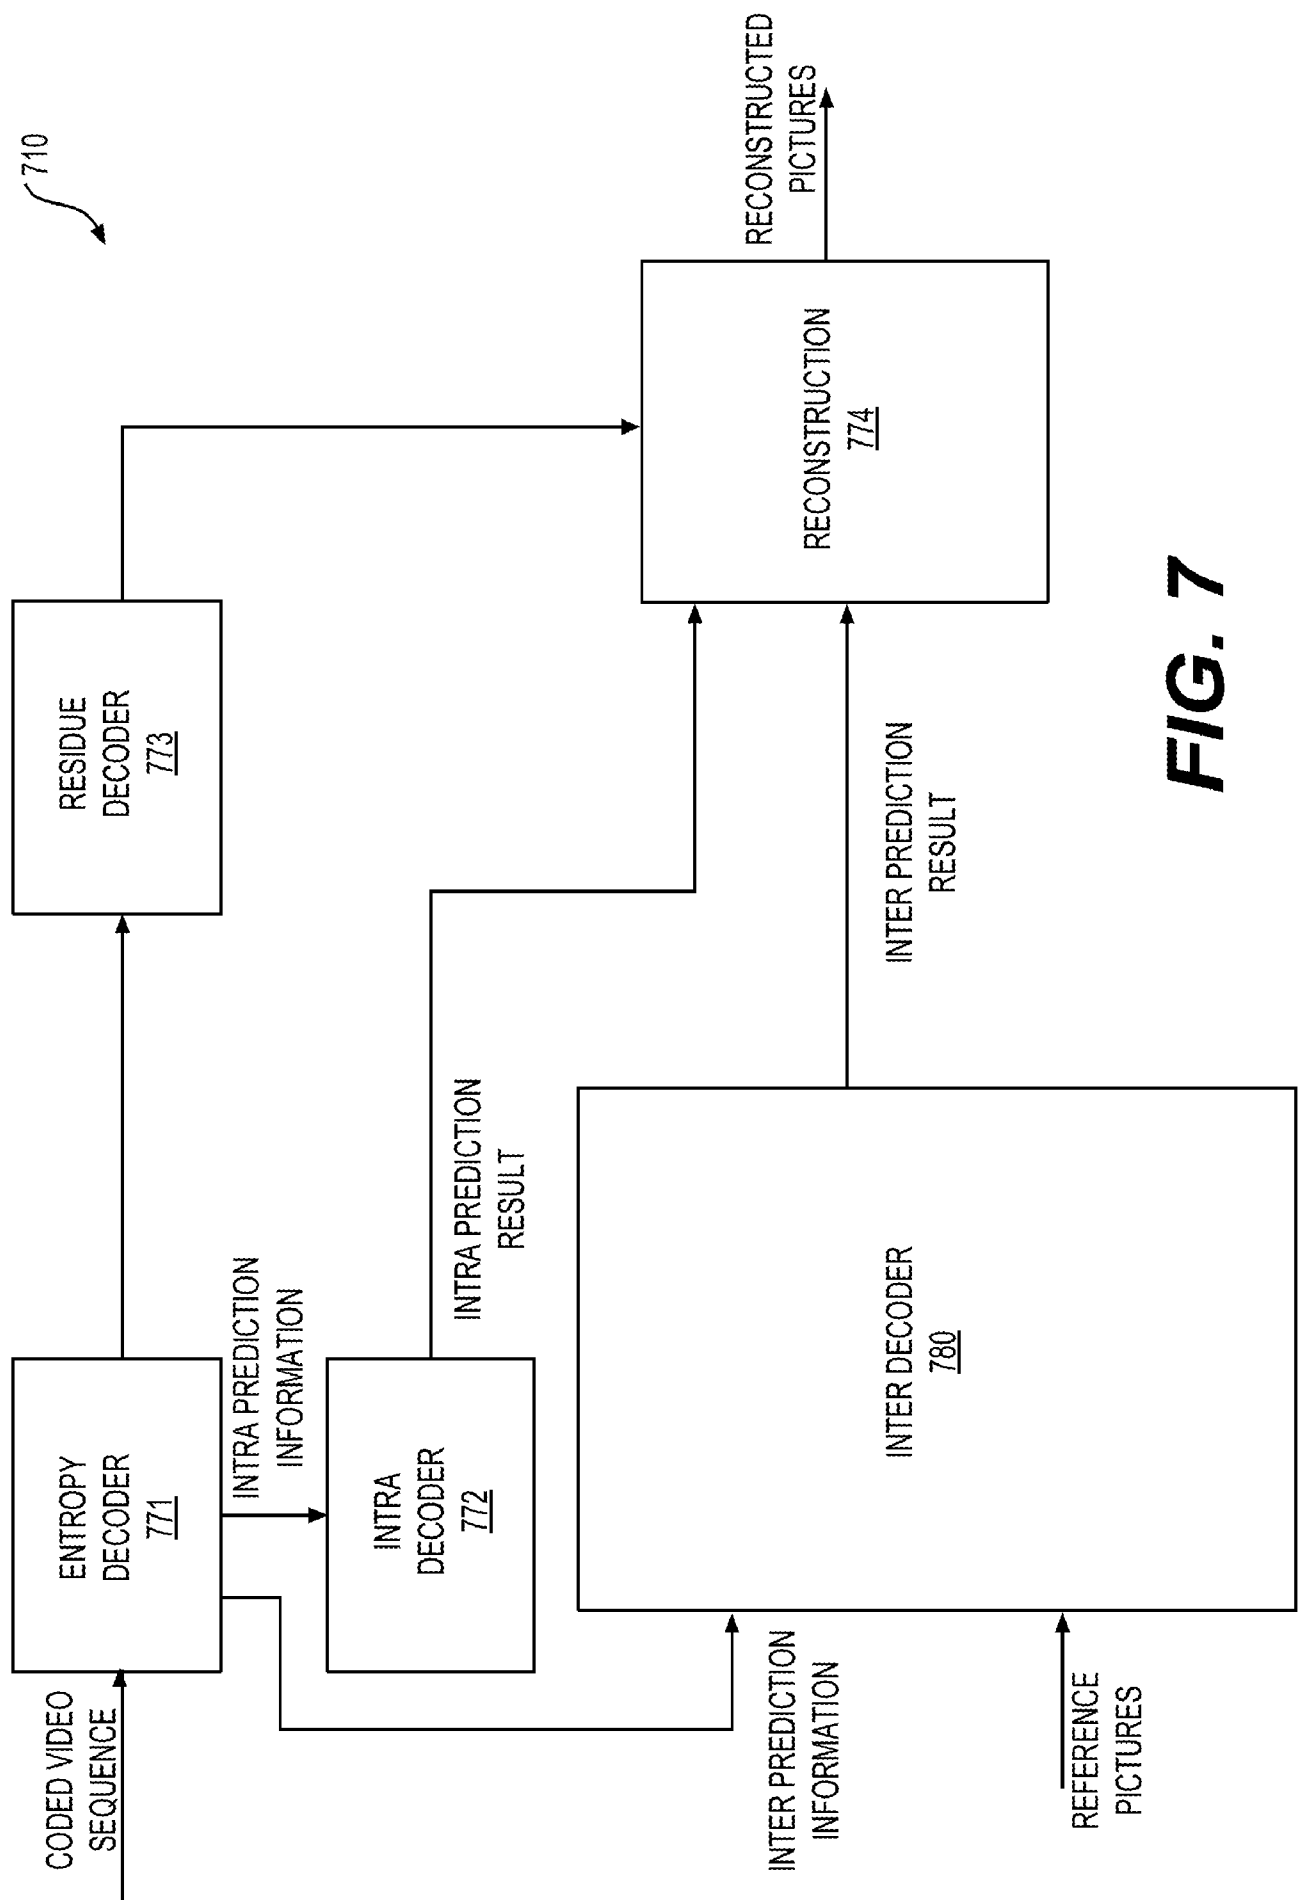 710
CODED VIDEO
SEQUENCE
ENTROPY
DECODER
771
RESIDUE
DECODER
773
INTRA PREDICTION
INFORMATION
INTRA
DECODER
772
INTRA PREDICTION
RESULT
INTER PREDICTION
INFORMATION
REFERENCE
PICTURES
INTER DECODER
780
INTER PREDICTION
RESULT
RECONSTRUCTION
774
RECONSTRUCTED
PICTURES
FIG. 7